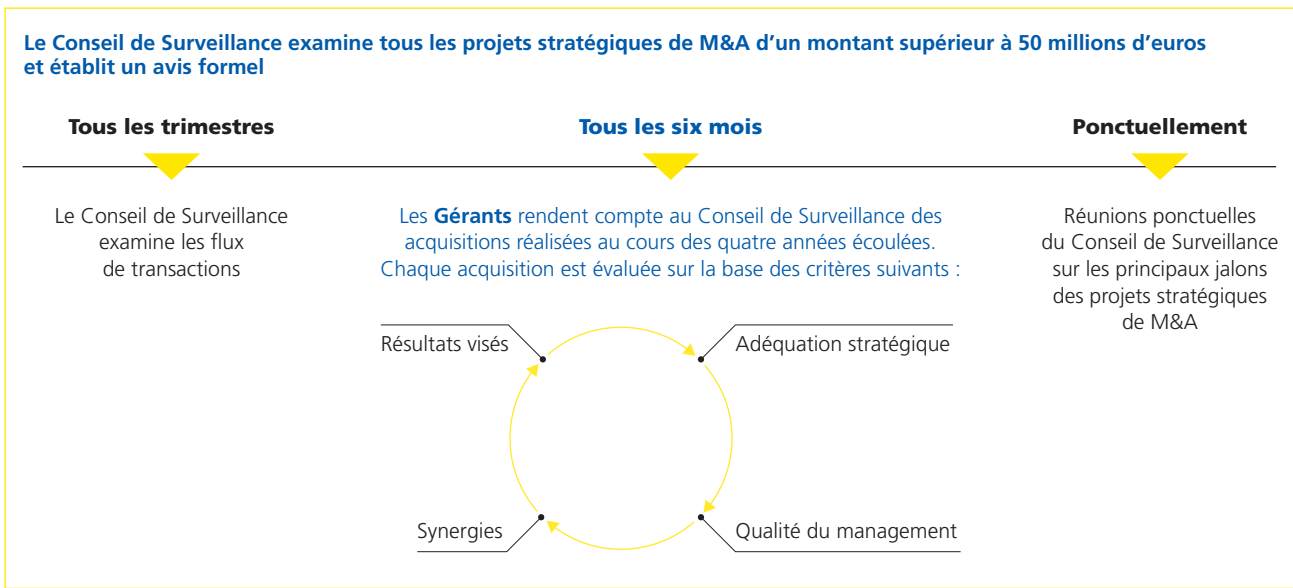 Le Conseil de Surveillance examine tous les projets stratégiques de M&A d'un montant supérieur à 50 millions d'euros
et établit un avis formel
Tous les trimestres
Le Conseil de Surveillance
examine les flux
de transactions
Tous les six mois
Les Gérants rendent compte au Conseil de Surveillance des
acquisitions réalisées au cours des quatre années écoulées.
Chaque acquisition est évaluée sur la base des critères suivants :
Résultats visés
Adéquation stratégique
Synergies
Qualité du management
Ponctuellement
Réunions ponctuelles
du Conseil de Surveillance
sur les principaux jalons
des projets stratégiques
de M&A